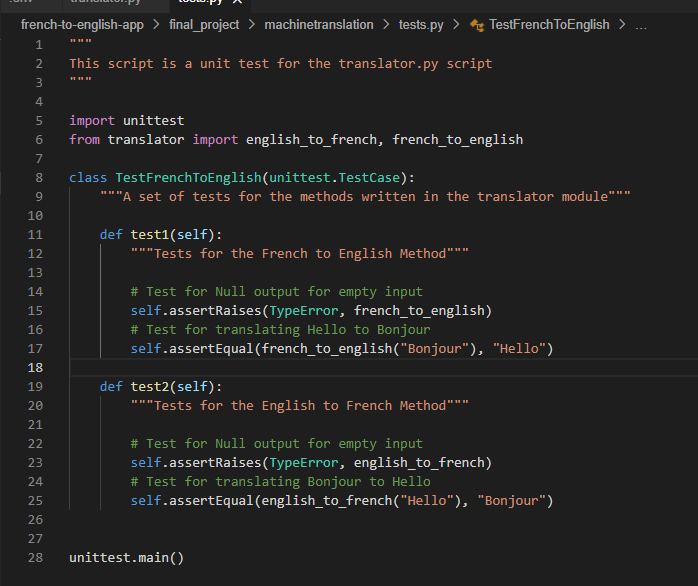 .env translator.py tests.py X
french-to-english-app > final_project > machinetranslation > tests.py > TestFrenchToEnglish > ...
1 """
2 This script is a unit test for the translator.py script
3 """
4
5 import unittest
6 from translator import english_to_french, french_to_english
7
8 class TestFrenchToEnglish(unittest.TestCase):
9 """A set of tests for the methods written in the translator module"""
10
11 def test1(self):
12 """Tests for the French to English Method"""
13
14 # Test for Null output for empty input
15 self.assertRaises(TypeError, french_to_english)
16 # Test for translating Hello to Bonjour
17 self.assertEqual(french_to_english("Bonjour"), "Hello")
18
19 def test2(self):
20 """Tests for the English to French Method"""
21
22 # Test for Null output for empty input
23 self.assertRaises(TypeError, english_to_french)
24 # Test for translating Bonjour to Hello
25 self.assertEqual(english_to_french("Hello"), "Bonjour")
26
27
28 unittest.main()